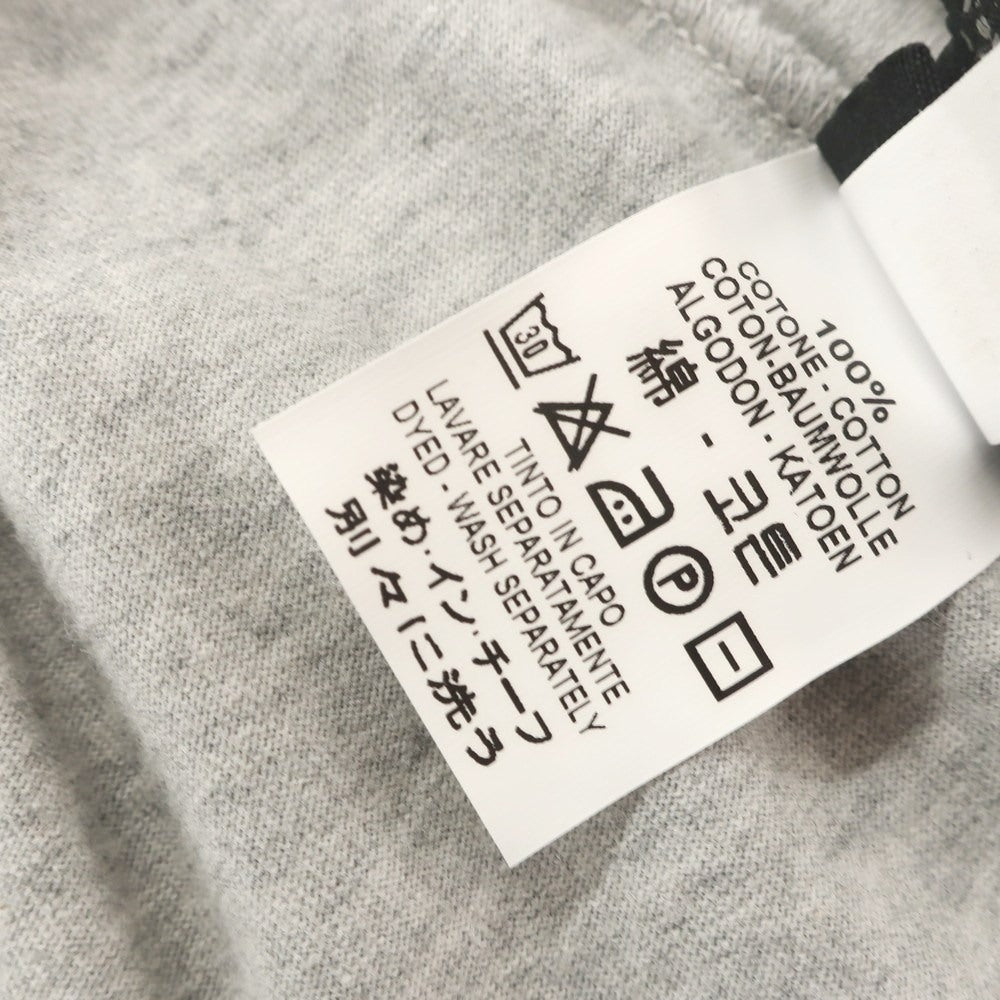 100%
COTONE - COTTON
COTON-BAUMWOLLE
ALGODON - KATOEN
綿 - 코튼
30
P
TINTO IN CAPO
LAVARE SEPARATAMENTE
DYED - WASH SEPARATELY
染め・イン・チーフ
別々に洗う